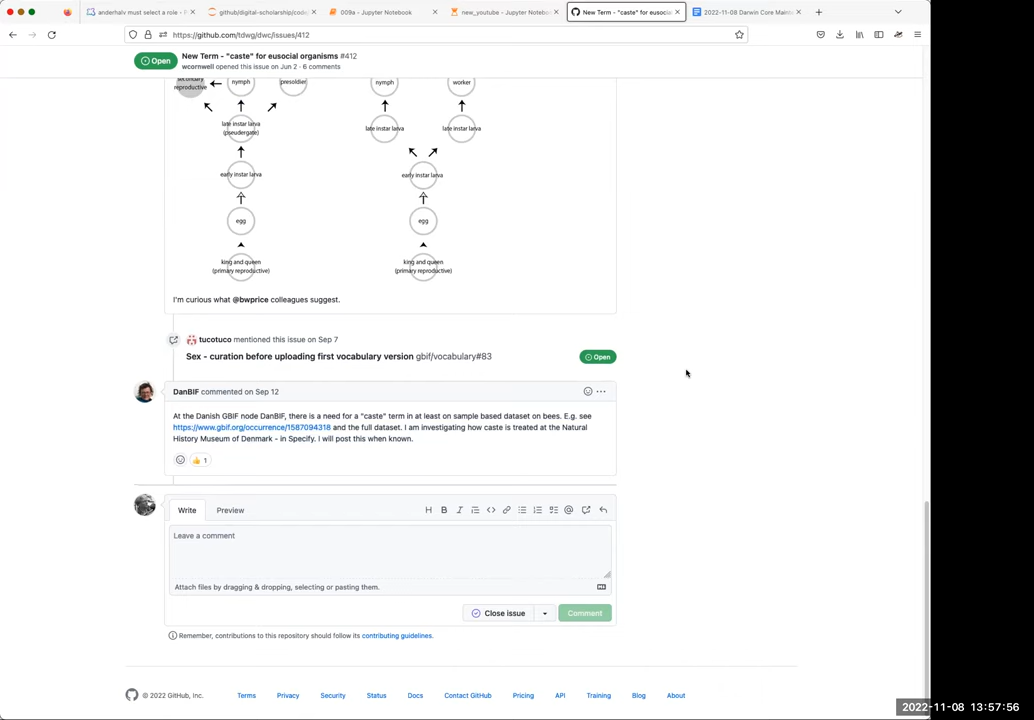 anderhalv must select a role - P
github/digital-scholarship/code
009a - Jupyter Notebook
new_youtube - Jupyter Notebook
New Term - "caste" for eusocial
2022-11-08 Darwin Core Maint
https://github.com/tdwg/dwc/issues/412
Open
New Term - "caste" for eusocial organisms #412
wcornwell opened this issue on Jun 2 · 6 comments
secondary
reproductive
nymph
presoldier
nymph
worker
late instar larva
(pseudergate)
late instar larva
late instar larva
early instar larva
early instar larva
egg
egg
king and queen
(primary reproductive)
king and queen
(primary reproductive)
I'm curious what @bwprice colleagues suggest.
tucotuco mentioned this issue on Sep 7
Sex - curation before uploading first vocabulary version gbif/vocabulary#83
Open
DanBIF commented on Sep 12
At the Danish GBIF node DanBIF, there is a need for a "caste" term in at least on sample based dataset on bees. E.g. see
https://www.gbif.org/occurrence/1587094318 and the full dataset. I am investigating how caste is treated at the Natural
History Museum of Denmark - in Specify. I will post this when known.
1
Write
Preview
Leave a comment
Attach files by dragging & dropping, selecting or pasting them.
Close issue
Comment
Remember, contributions to this repository should follow its contributing guidelines.
© 2022 GitHub, Inc.
Terms
Privacy
Security
Status
Docs
Contact GitHub
Pricing
API
Training
Blog
About
2022-11-08 13:57:56